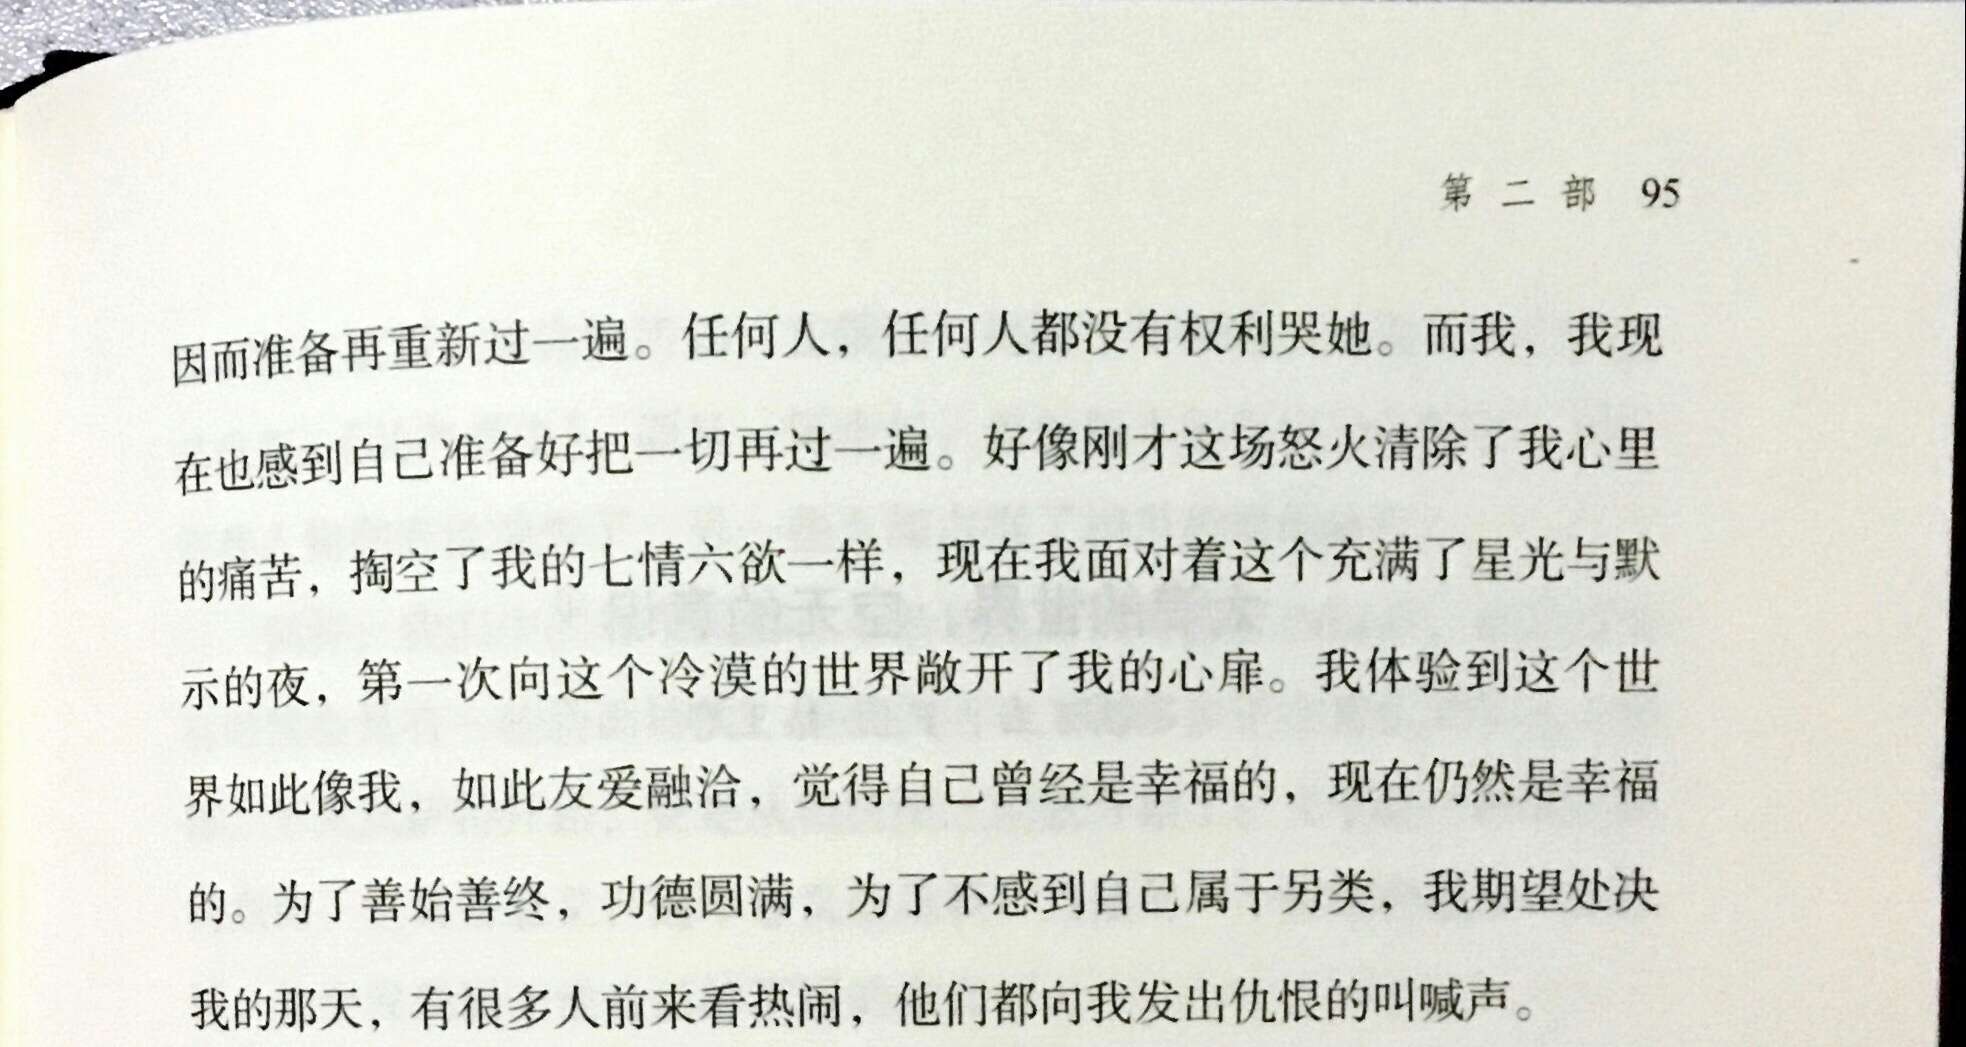 第二部 95
因而准备再重新过一遍。任何人，任何人都没有权利哭她。而我，我现
在也感到自己准备好把一切再过一遍。好像刚才这场怒火清除了我心里
的痛苦，掏空了我的七情六欲一样，现在我面对着这个充满了星光与默
示的夜，第一次向这个冷漠的世界敞开了我的心扉。我体验到这个世
界如此像我，如此友爱融洽，觉得自己曾经是幸福的，现在仍然是幸福
的。为了善始善终，功德圆满，为了不感到自己属于另类，我期望处决
我的那天，有很多人前来看热闹，他们都向我发出仇恨的叫喊声。